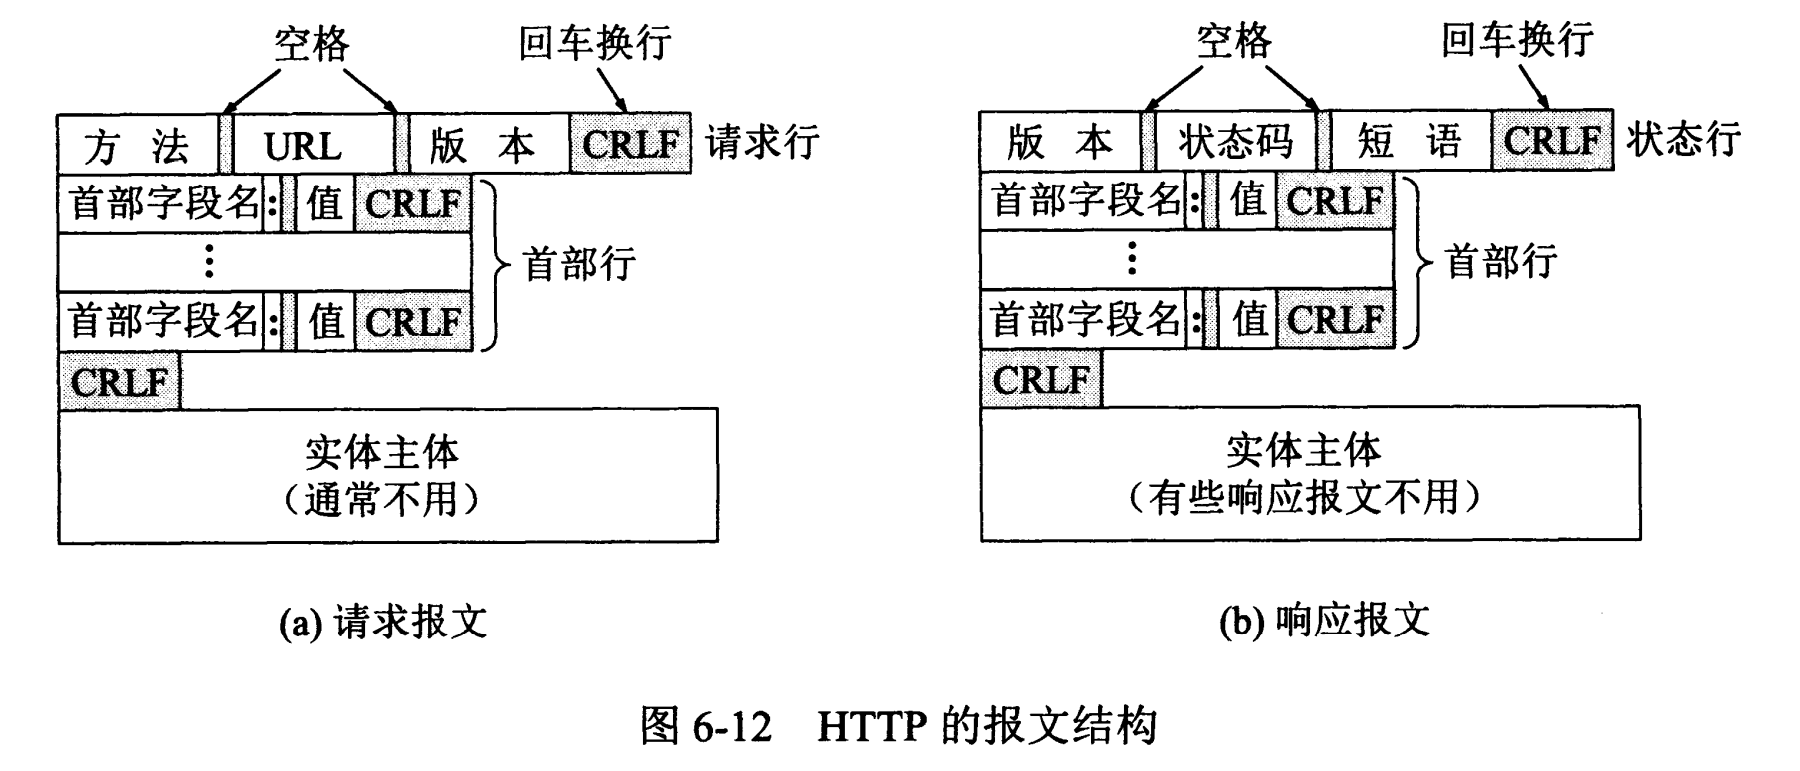 空格 回车换行
方 法 URL 版 本 CRLF 请求行
首部字段名: 值 CRLF
⋮
首部行
首部字段名: 值 CRLF
CRLF
实体主体
（通常不用）
(a) 请求报文
空格 回车换行
版 本 状态码 短 语 CRLF 状态行
首部字段名: 值 CRLF
⋮
首部行
首部字段名: 值 CRLF
CRLF
实体主体
（有些响应报文不用）
(b) 响应报文
图 6-12 HTTP 的报文结构